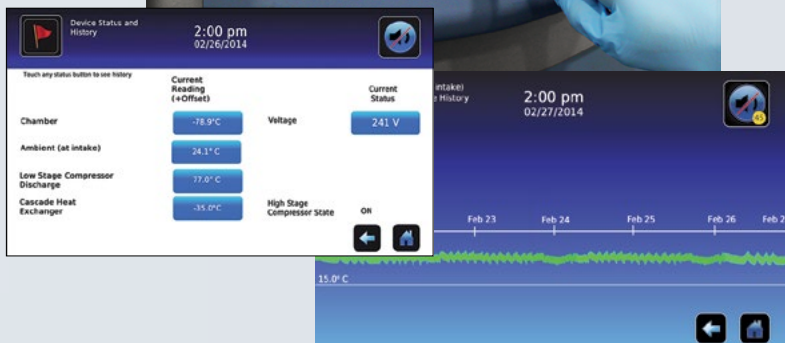 Device Status and
History
2:00 pm
02/26/2014
Touch any status button to see history
Current
Reading
(+Offset)
Current
Status
Chamber
-78.9°C
Voltage
241 V
Ambient (at intake)
24.1° C
Low Stage Compressor
Discharge
77.0° C
Cascade Heat
Exchanger
-35.0°C
High Stage
Compressor State
intake)
History
2:00 pm
02/27/2014
45
Feb 23
Feb 24
Feb 25
Feb 26
Feb 2
15.0° C